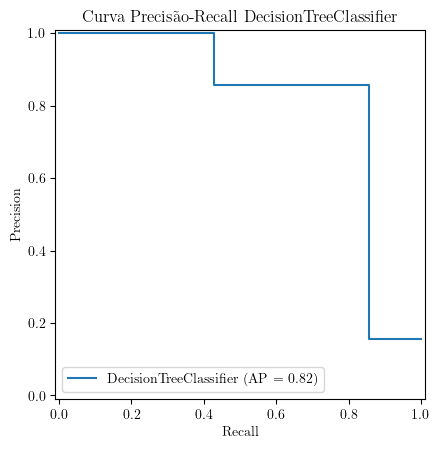 Curva Precisão-Recall DecisionTreeClassifier
1.0
0.8
0.6
0.4
0.2
0.0
Precision
DecisionTreeClassifier (AP = 0.82)
0.0 0.2 0.4 0.6 0.8 1.0
Recall